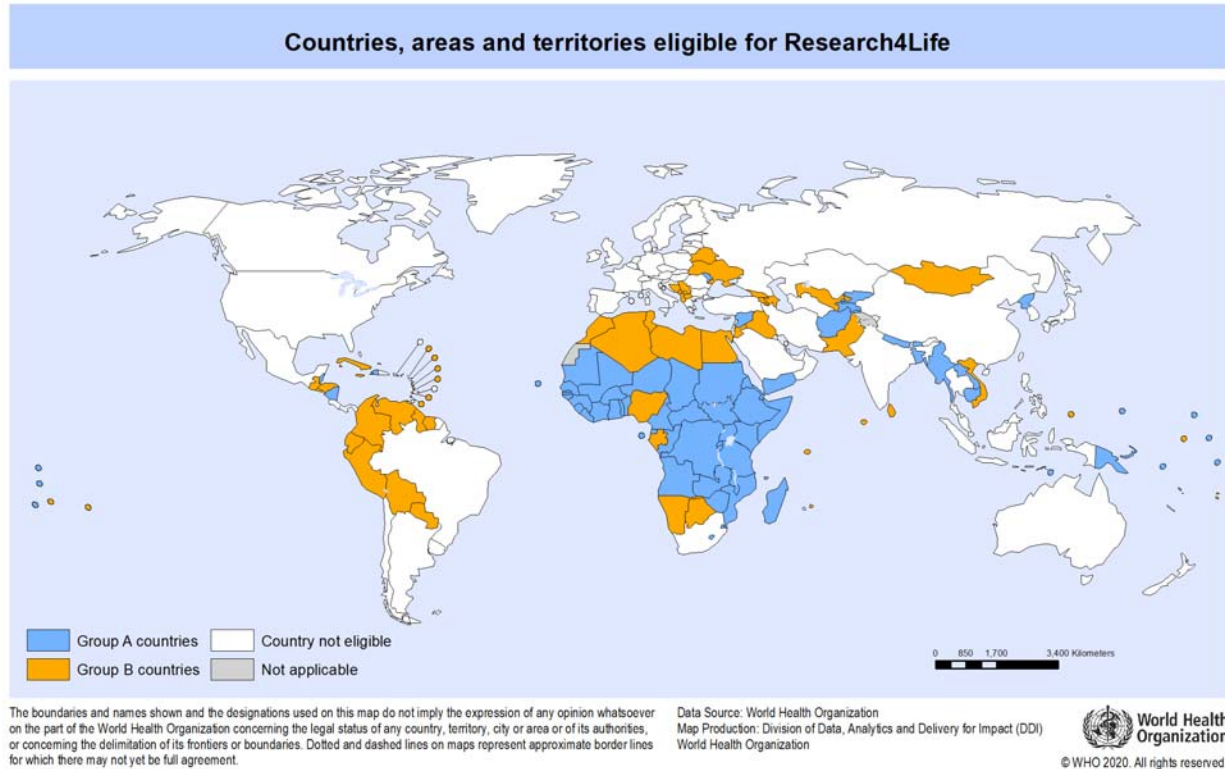 Countries, areas and territories eligible for Research4Life
Group A countries
Country not eligible
Group B countries
Not applicable
0 850 1,700 3,400 Kilometers
The boundaries and names shown and the designations used on this map do not imply the expression of any opinion whatsoever
on the part of the World Health Organization concerning the legal status of any country, territory, city or area or of its authorities,
or concerning the delimitation of its frontiers or boundaries. Dotted and dashed lines on maps represent approximate border lines
for which there may not yet be full agreement.
Data Source: World Health Organization
Map Production: Division of Data, Analytics and Delivery for Impact (DDI)
World Health Organization
World Health
Organization
© WHO 2020. All rights reserved